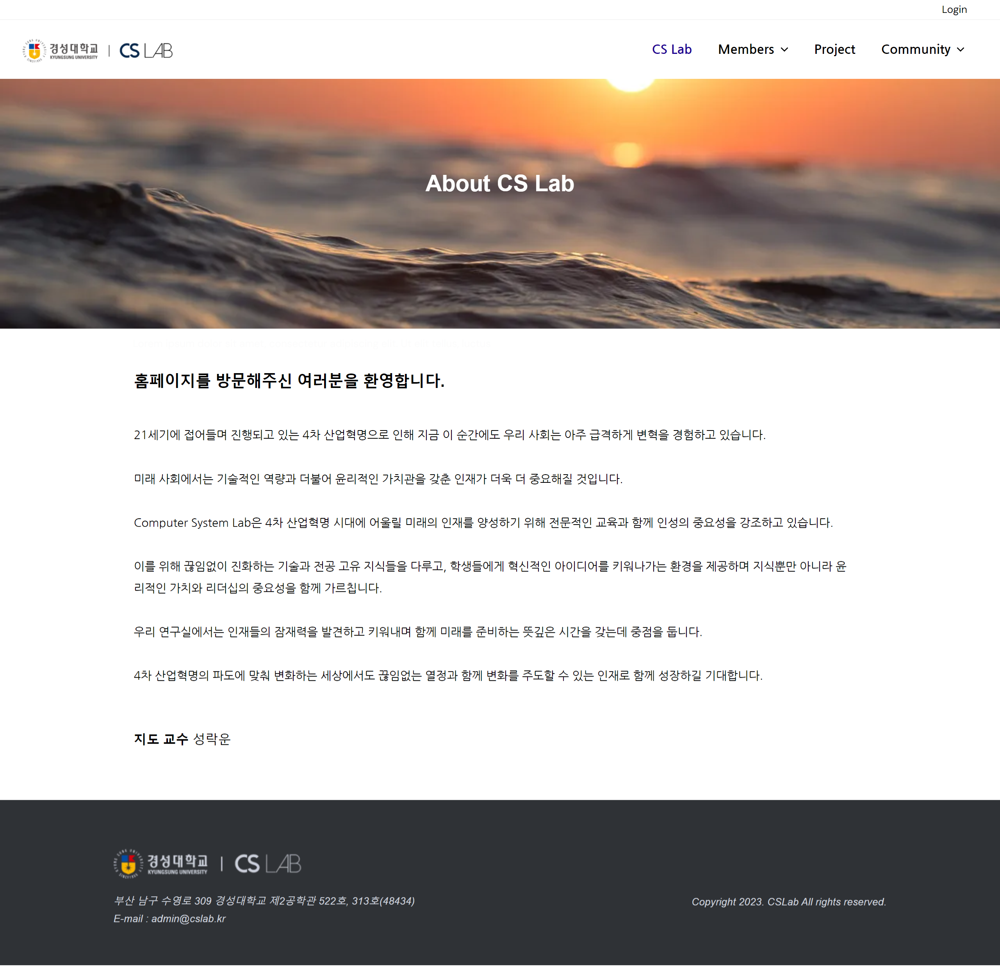 Login
경성대학교
KYUNGSUNG UNIVERSITY
CS LAB
CS Lab
Members
Project
Community
About CS Lab
홈페이지를 방문해주신 여러분을 환영합니다.
21세기에 접어들며 진행되고 있는 4차 산업혁명으로 인해 지금 이 순간에도 우리 사회는 아주 급격하게 변혁을 경험하고 있습니다.
미래 사회에서는 기술적인 역량과 더불어 윤리적인 가치관을 갖춘 인재가 더욱 더 중요해질 것입니다.
Computer System Lab은 4차 산업혁명 시대에 어울릴 미래의 인재를 양성하기 위해 전문적인 교육과 함께 인성의 중요성을 강조하고 있습니다.
이를 위해 끊임없이 진화하는 기술과 전공 고유 지식들을 다루고, 학생들에게 혁신적인 아이디어를 키워나가는 환경을 제공하며 지식뿐만 아니라 윤
리적인 가치와 리더십의 중요성을 함께 가르칩니다.
우리 연구실에서는 인재들의 잠재력을 발견하고 키워내며 함께 미래를 준비하는 뜻깊은 시간을 갖는데 중점을 둡니다.
4차 산업혁명의 파도에 맞춰 변화하는 세상에서도 끊임없는 열정과 함께 변화를 주도할 수 있는 인재로 함께 성장하길 기대합니다.
지도 교수 성락운
경성대학교
KYUNGSUNG UNIVERSITY
CS LAB
부산 남구 수영로 309 경성대학교 제2공학관 522호, 313호(48434)
E-mail : admin@cslab.kr
Copyright 2023. CSLab All rights reserved.